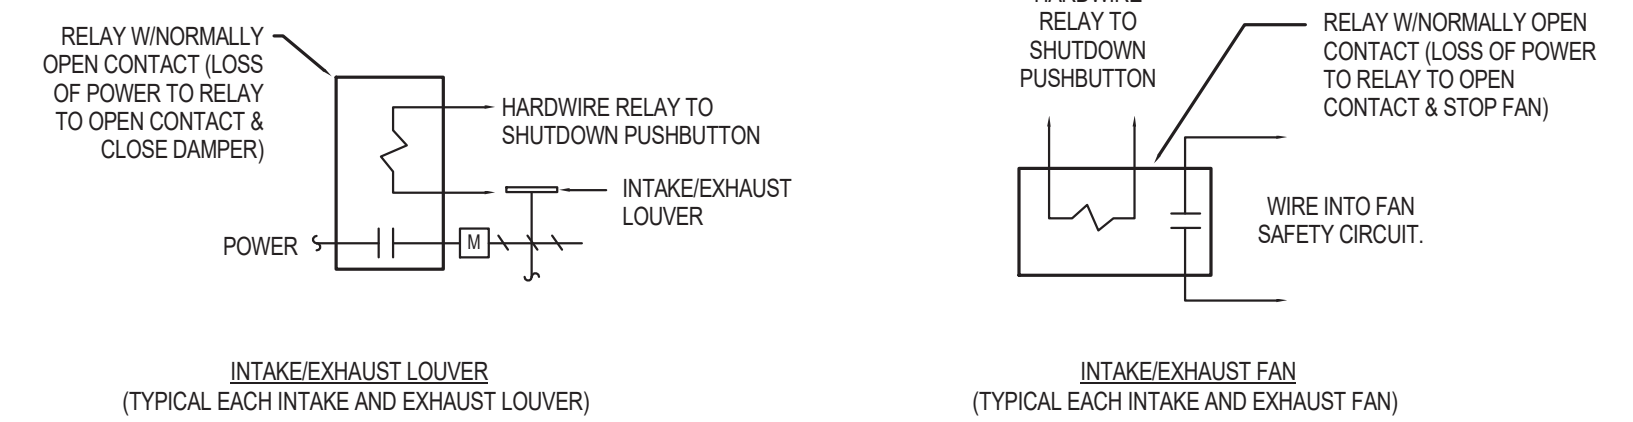 RELAY W/NORMALLY
OPEN CONTACT (LOSS
OF POWER TO RELAY
TO OPEN CONTACT &
CLOSE DAMPER)
HARDWIRE RELAY TO
SHUTDOWN PUSHBUTTON
INTAKE/EXHAUST
LOUVER
POWER
M
INTAKE/EXHAUST LOUVER
(TYPICAL EACH INTAKE AND EXHAUST LOUVER)
HARDWIRE
RELAY TO
SHUTDOWN
PUSHBUTTON
RELAY W/NORMALLY OPEN
CONTACT (LOSS OF POWER
TO RELAY TO OPEN
CONTACT & STOP FAN)
WIRE INTO FAN
SAFETY CIRCUIT.
INTAKE/EXHAUST FAN
(TYPICAL EACH INTAKE AND EXHAUST FAN)